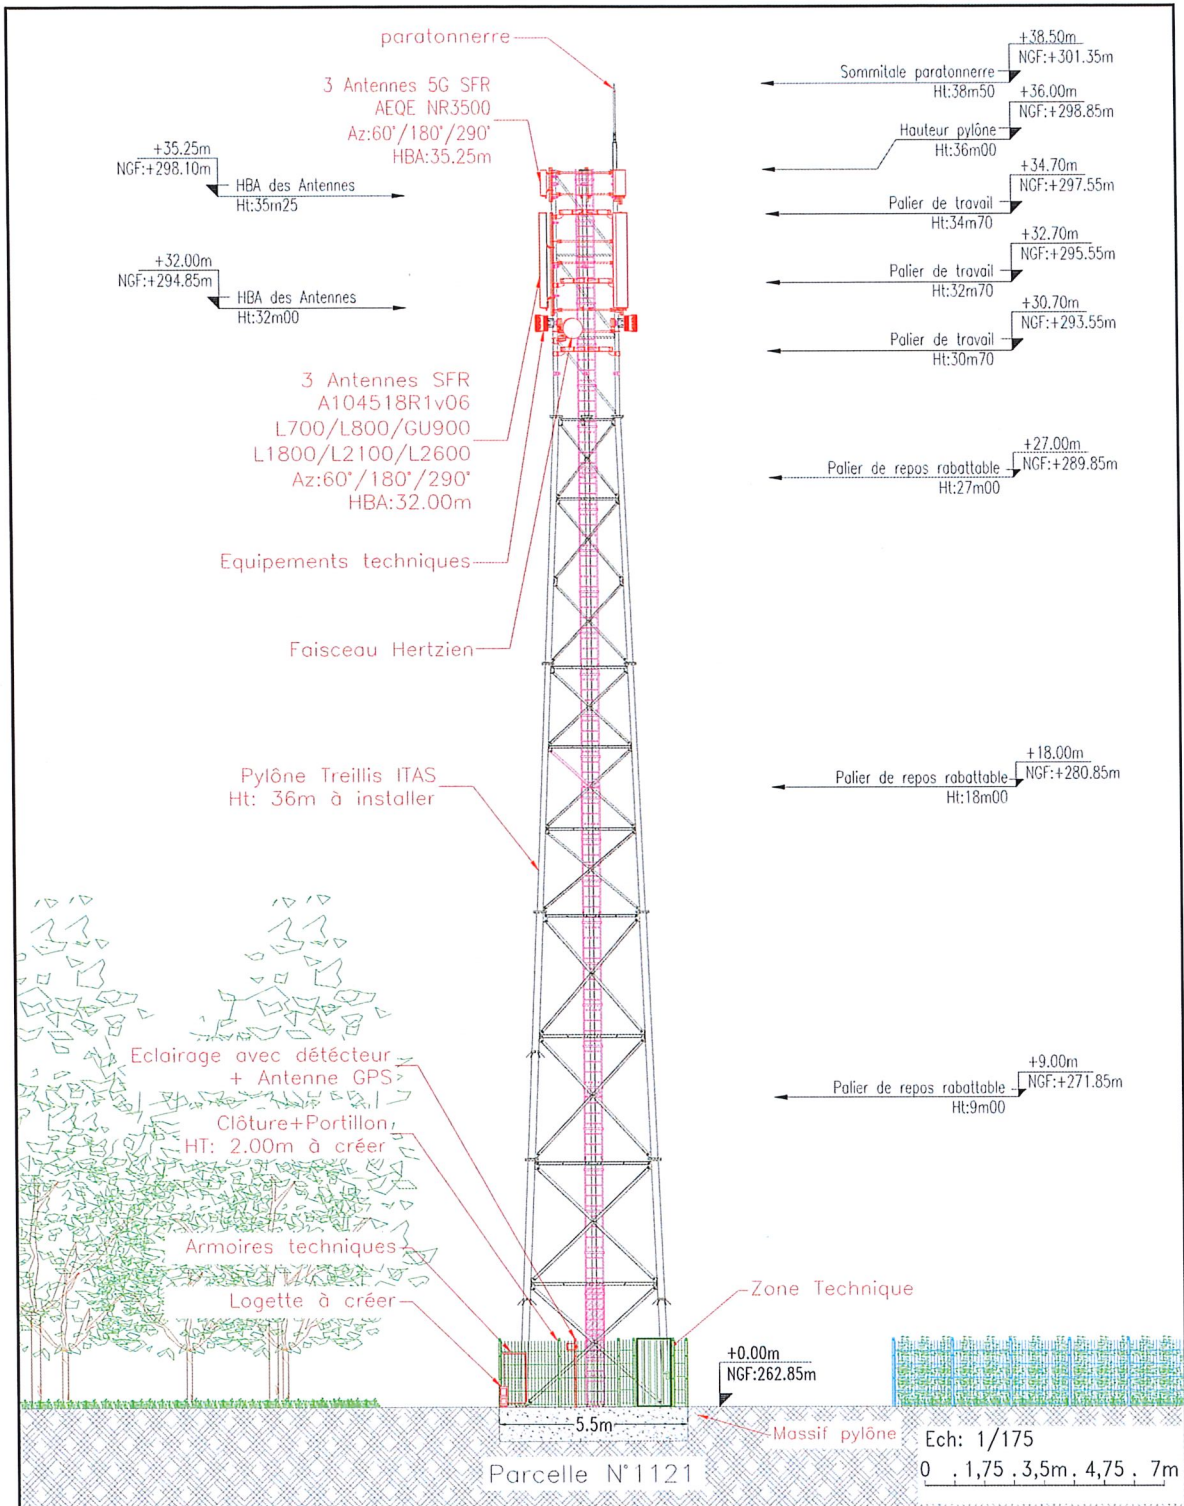 paratonnerre
3 Antennes 5G SFR
AEQE NR3500
Az:60°/180°/290°
HBA:35.25m
+35.25m
NGF:+298.10m
HBA des Antennes
Ht:35m25
+32.00m
NGF:+294.85m
HBA des Antennes
Ht:32m00
3 Antennes SFR
A104518R1v06
L700/L800/GU900
L1800/L2100/L2600
Az:60°/180°/290°
HBA:32.00m
Equipements techniques
Faisceau Hertzien
Pylône Treillis ITAS
Ht: 36m à installer
Eclairage avec détécteur
+ Antenne GPS
Clôture+Portillon
HT: 2.00m à créer
Armoires techniques
Logette à créer
+38.50m
NGF:+301.35m
Sommitale paratonnerre
Ht:38m50
+36.00m
NGF:+298.85m
Hauteur pylône
Ht:36m00
+34.70m
NGF:+297.55m
Palier de travail
Ht:34m70
+32.70m
NGF:+295.55m
Palier de travail
Ht:32m70
+30.70m
NGF:+293.55m
Palier de travail
Ht:30m70
+27.00m
NGF:+289.85m
Palier de repos rabattable
Ht:27m00
+18.00m
NGF:+280.85m
Palier de repos rabattable
Ht:18m00
+9.00m
NGF:+271.85m
Palier de repos rabattable
Ht:9m00
Zone Technique
+0.00m
NGF:262.85m
5.5m
Massif pylône
Parcelle N°1121
Ech: 1/175
0 . 1,75 . 3,5m . 4,75 . 7m